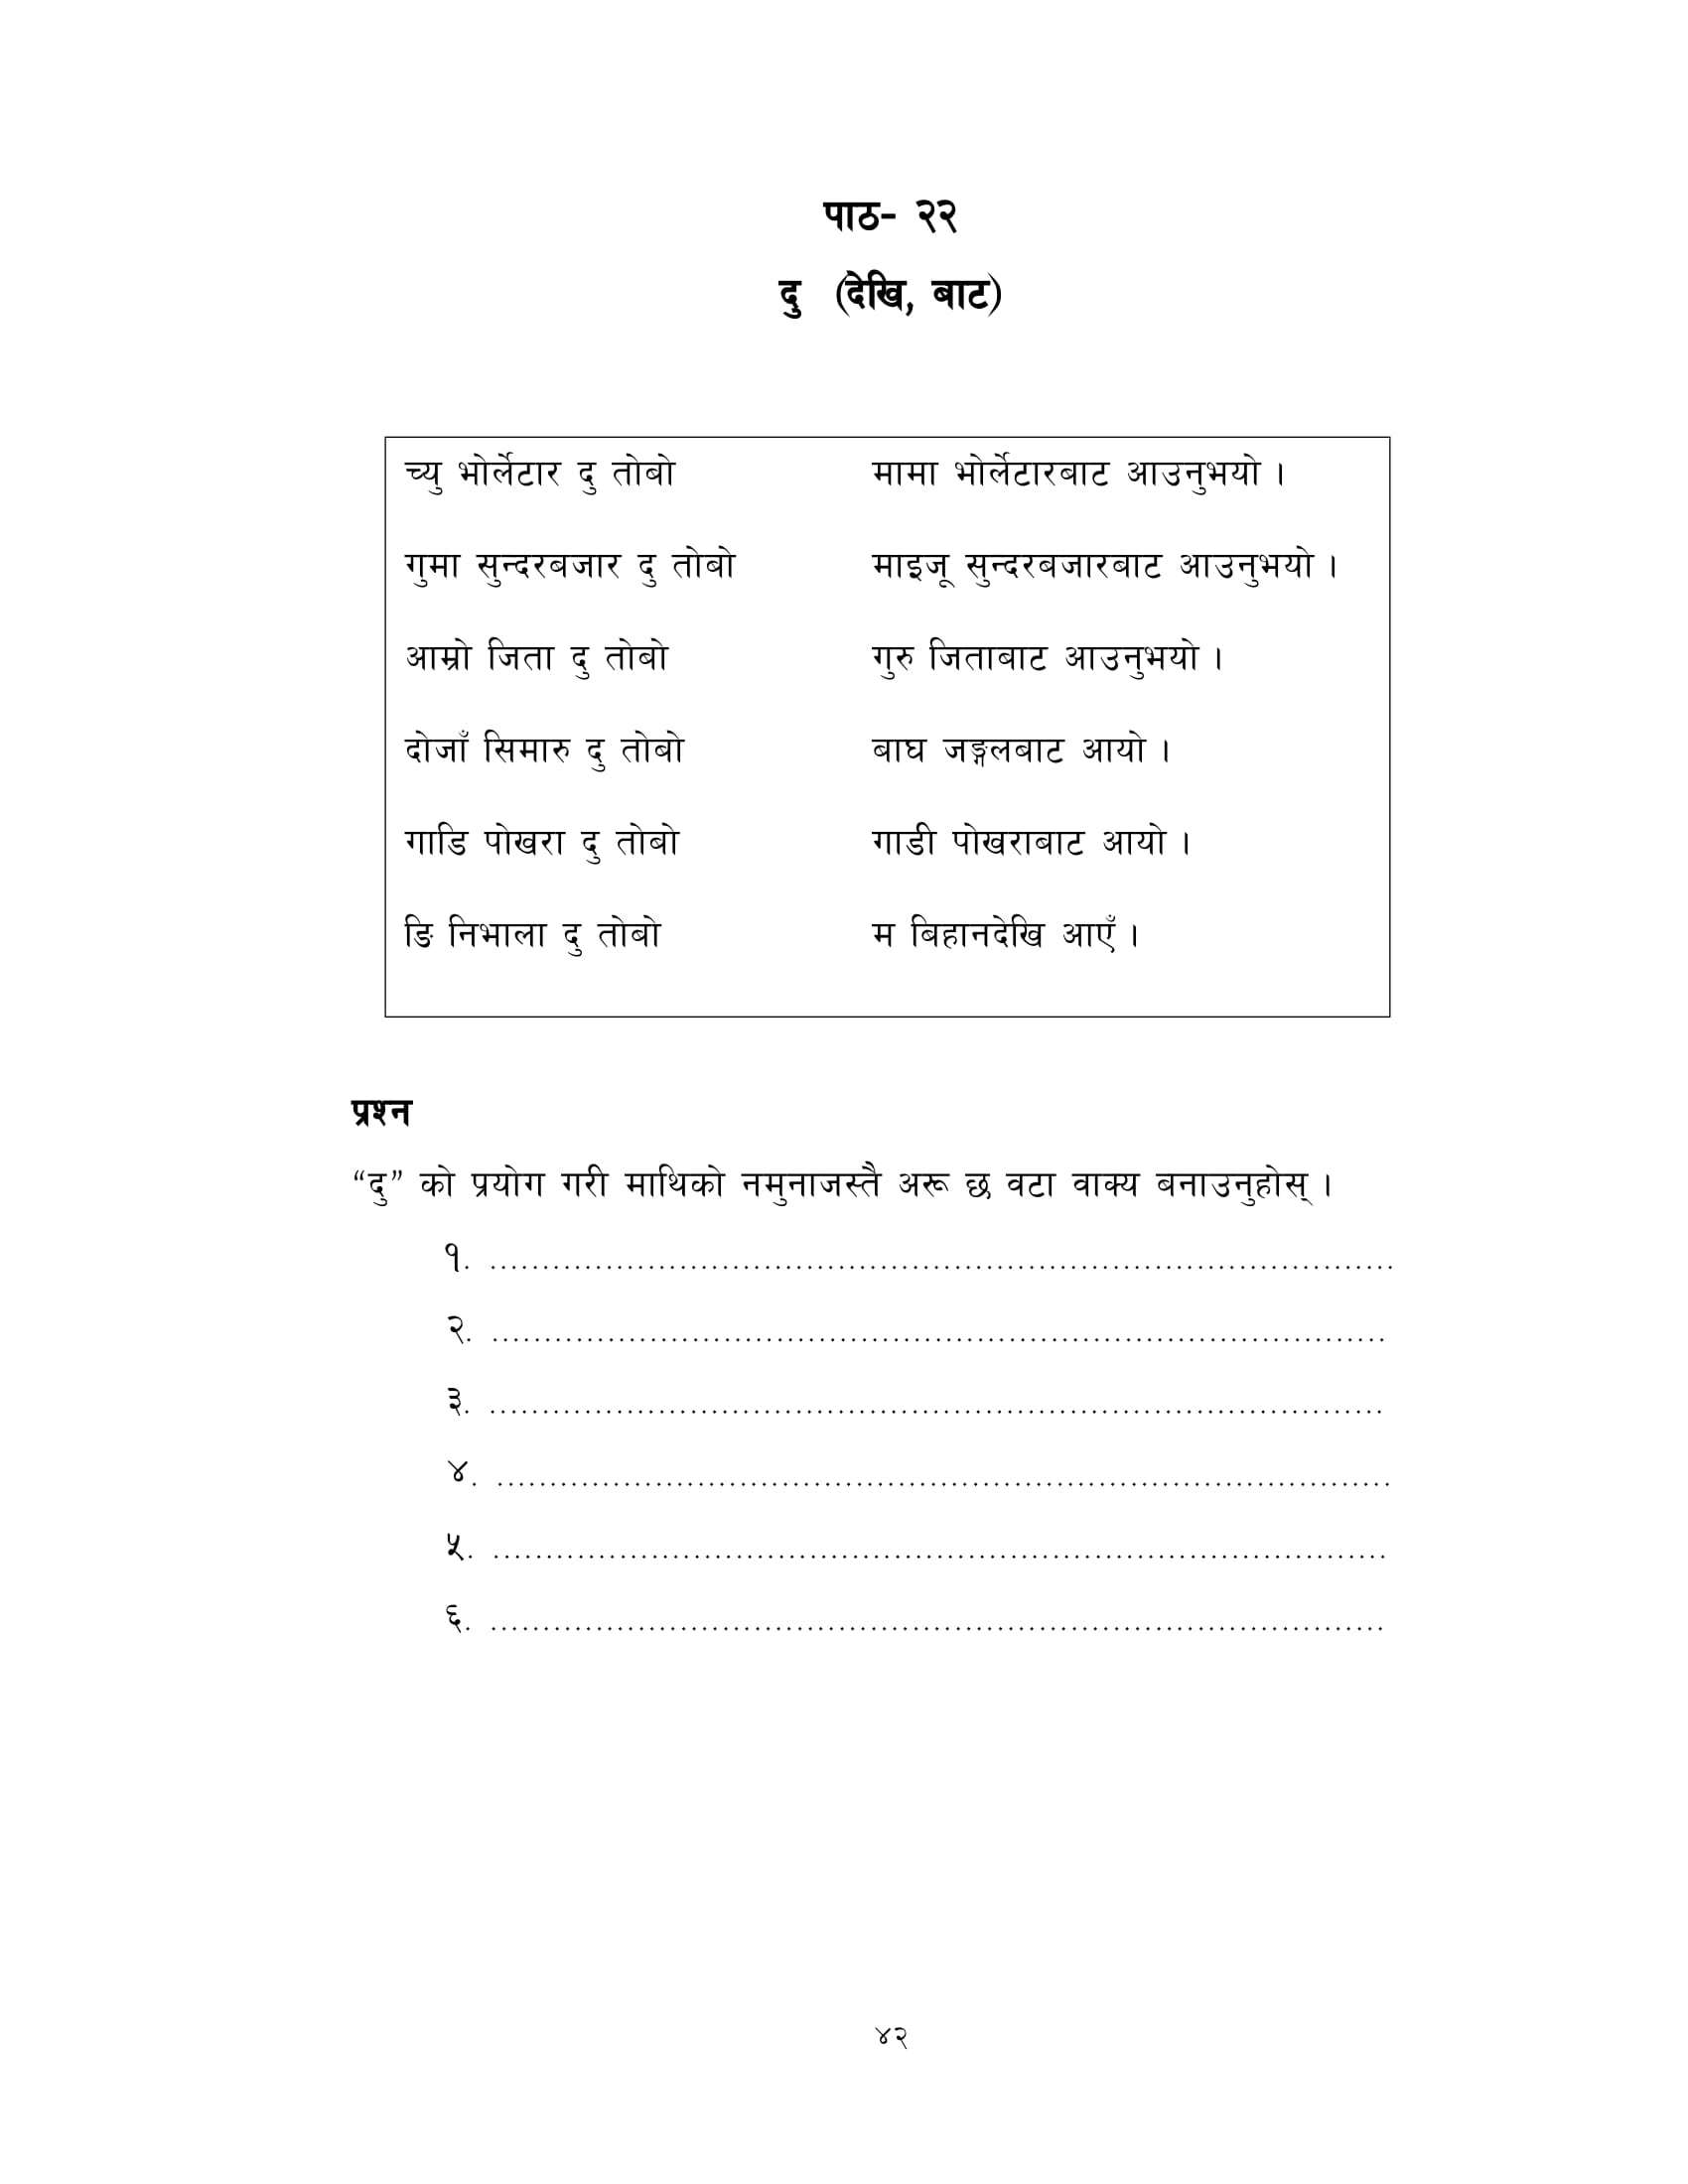 पाठ- २२
दु (देखि, बाट)
च्यु भोर्लेटार दु तोबो मामा भोर्लेटारबाट आउनुभयो ।
गुमा सुन्दरबजार दु तोबो माइजू सुन्दरबजारबाट आउनुभयो ।
आम्रो जिता दु तोबो गुरु जिताबाट आउनुभयो ।
दोजाँ सिमारु दु तोबो बाघ जङ्गलबाट आयो ।
गाडि पोखरा दु तोबो गाडी पोखराबाट आयो ।
ङि निभाला दु तोबो म बिहानदेखि आएँ ।
प्रश्न
“दु” को प्रयोग गरी माथिको नमुनाजस्तै अरू छ वटा वाक्य बनाउनुहोस् ।
१. ......................................................................................
२. .....................................................................................
३. .....................................................................................
४. .....................................................................................
५. .....................................................................................
६. .....................................................................................
४२